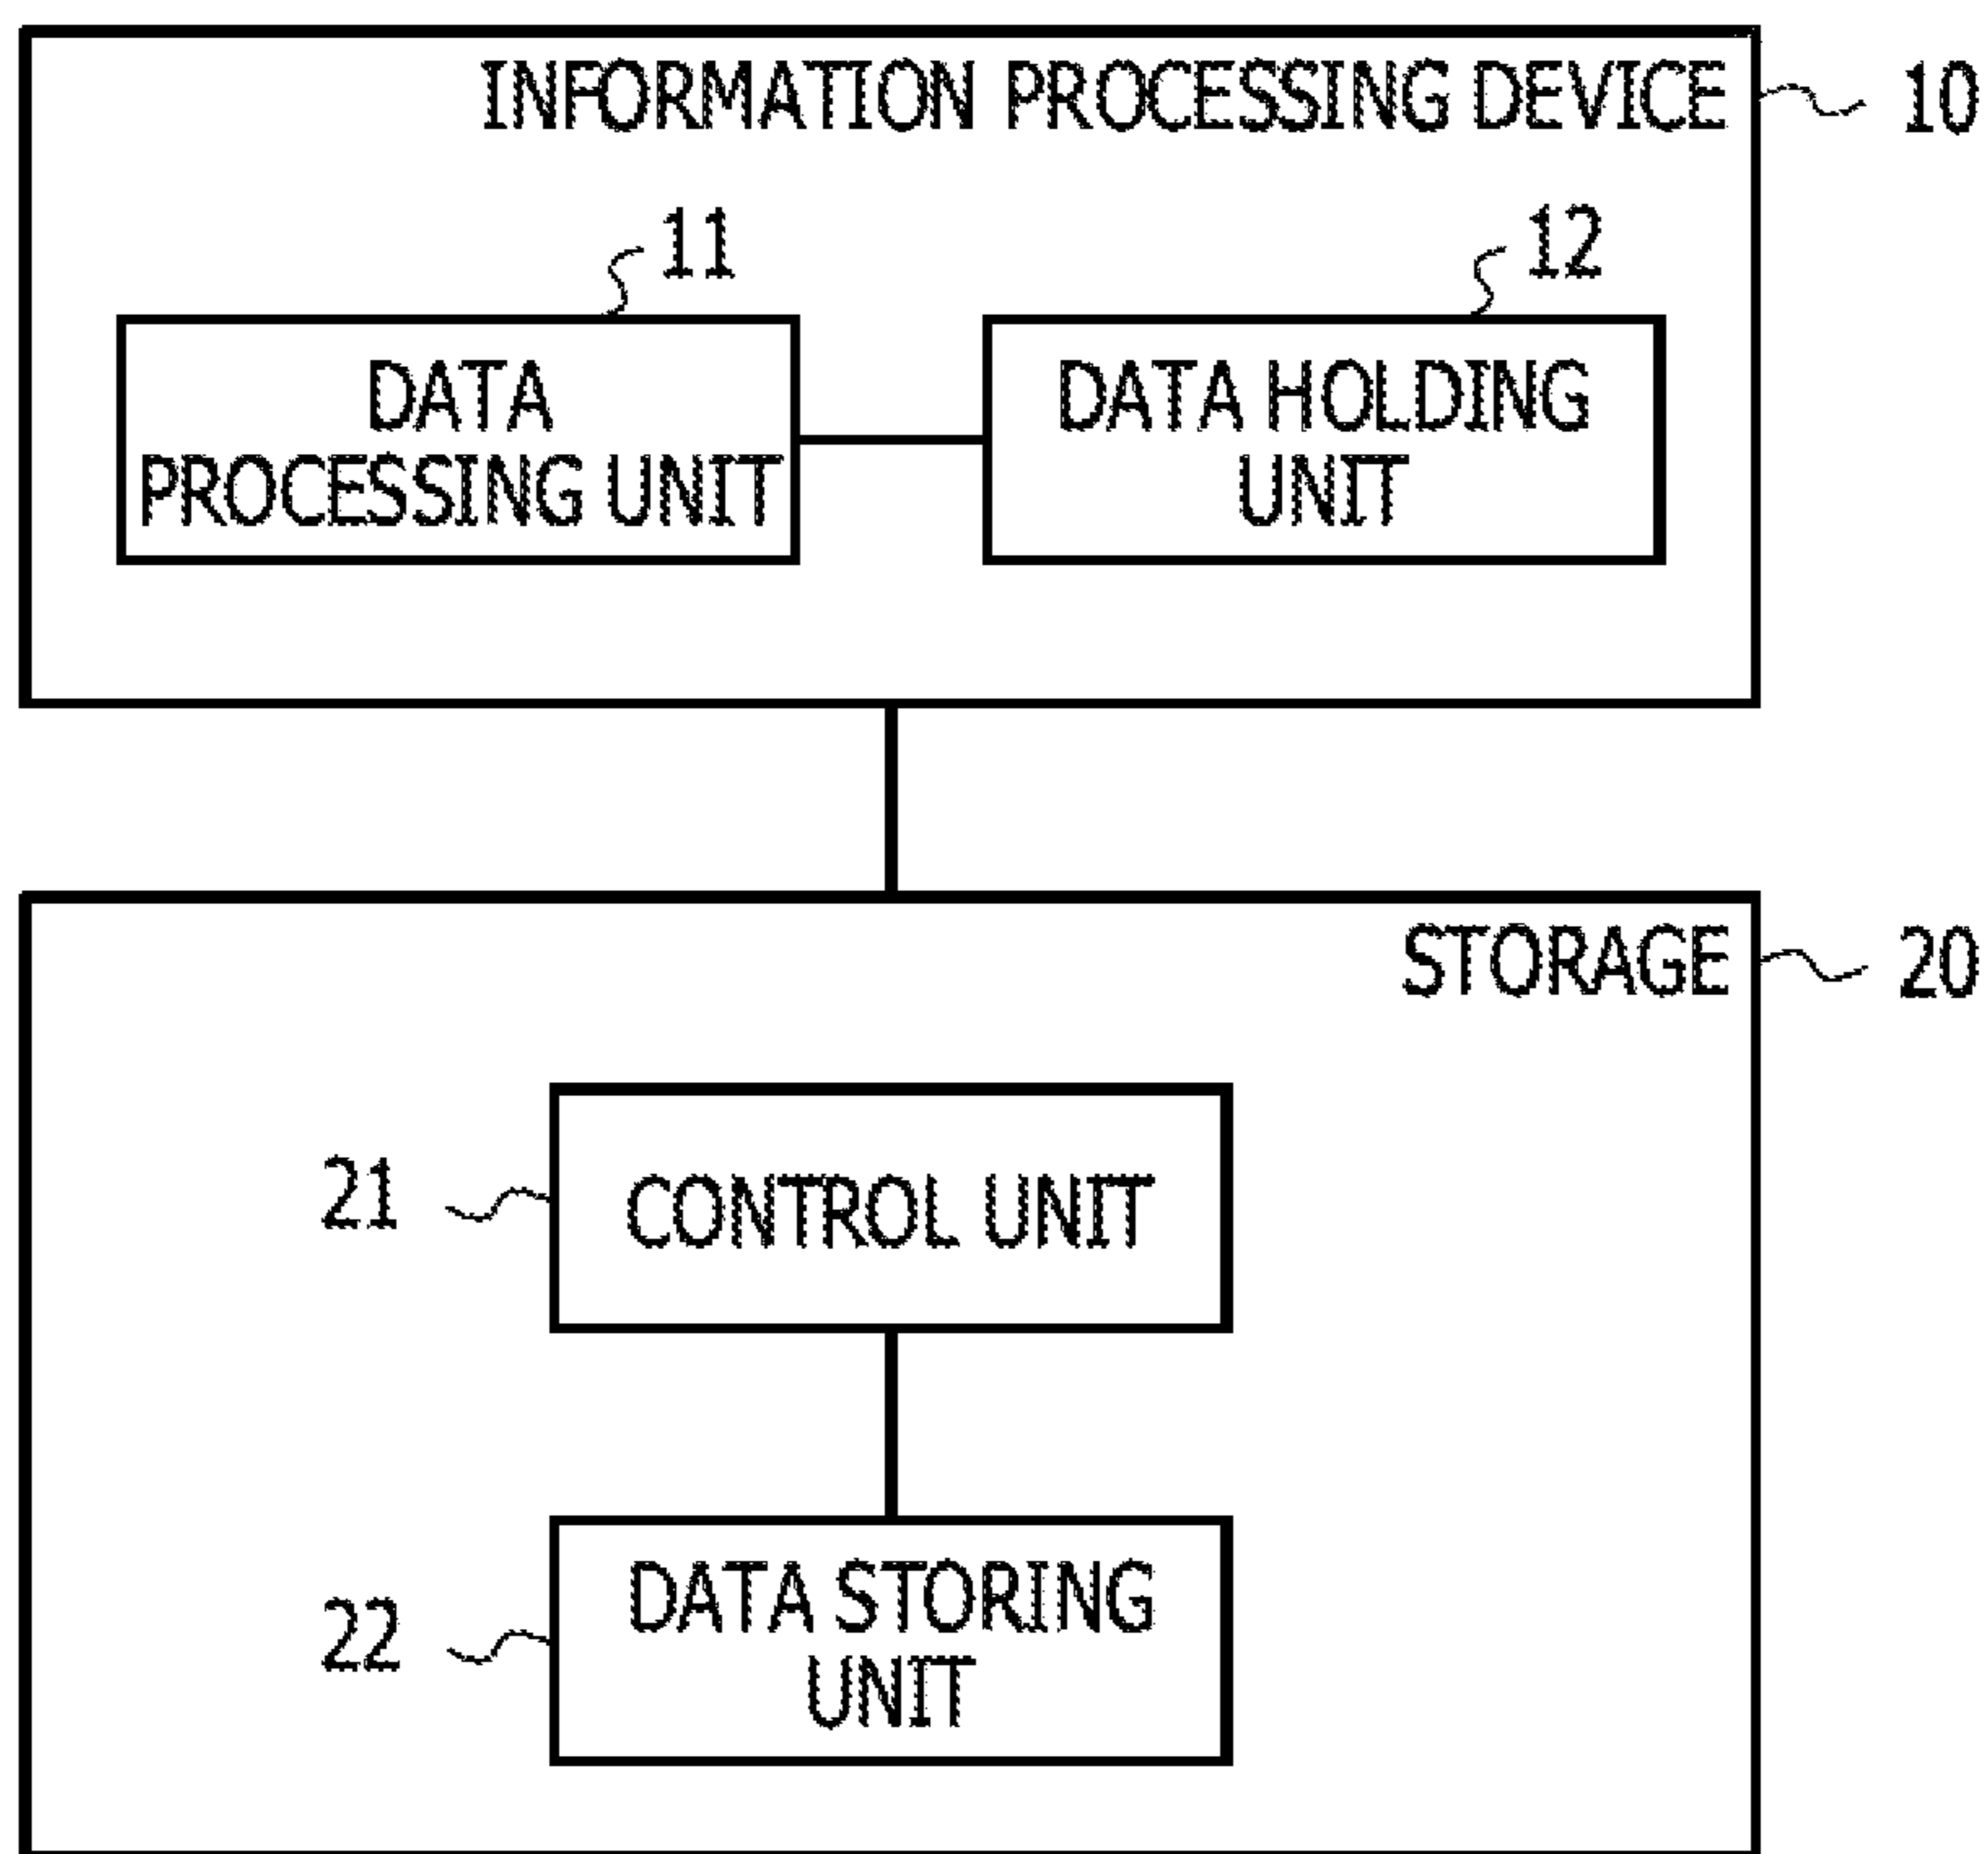 INFORMATION PROCESSING DEVICE
10
11
12
DATA
PROCESSING UNIT
DATA HOLDING
UNIT
STORAGE
20
21
CONTROL UNIT
22
DATA STORING
UNIT